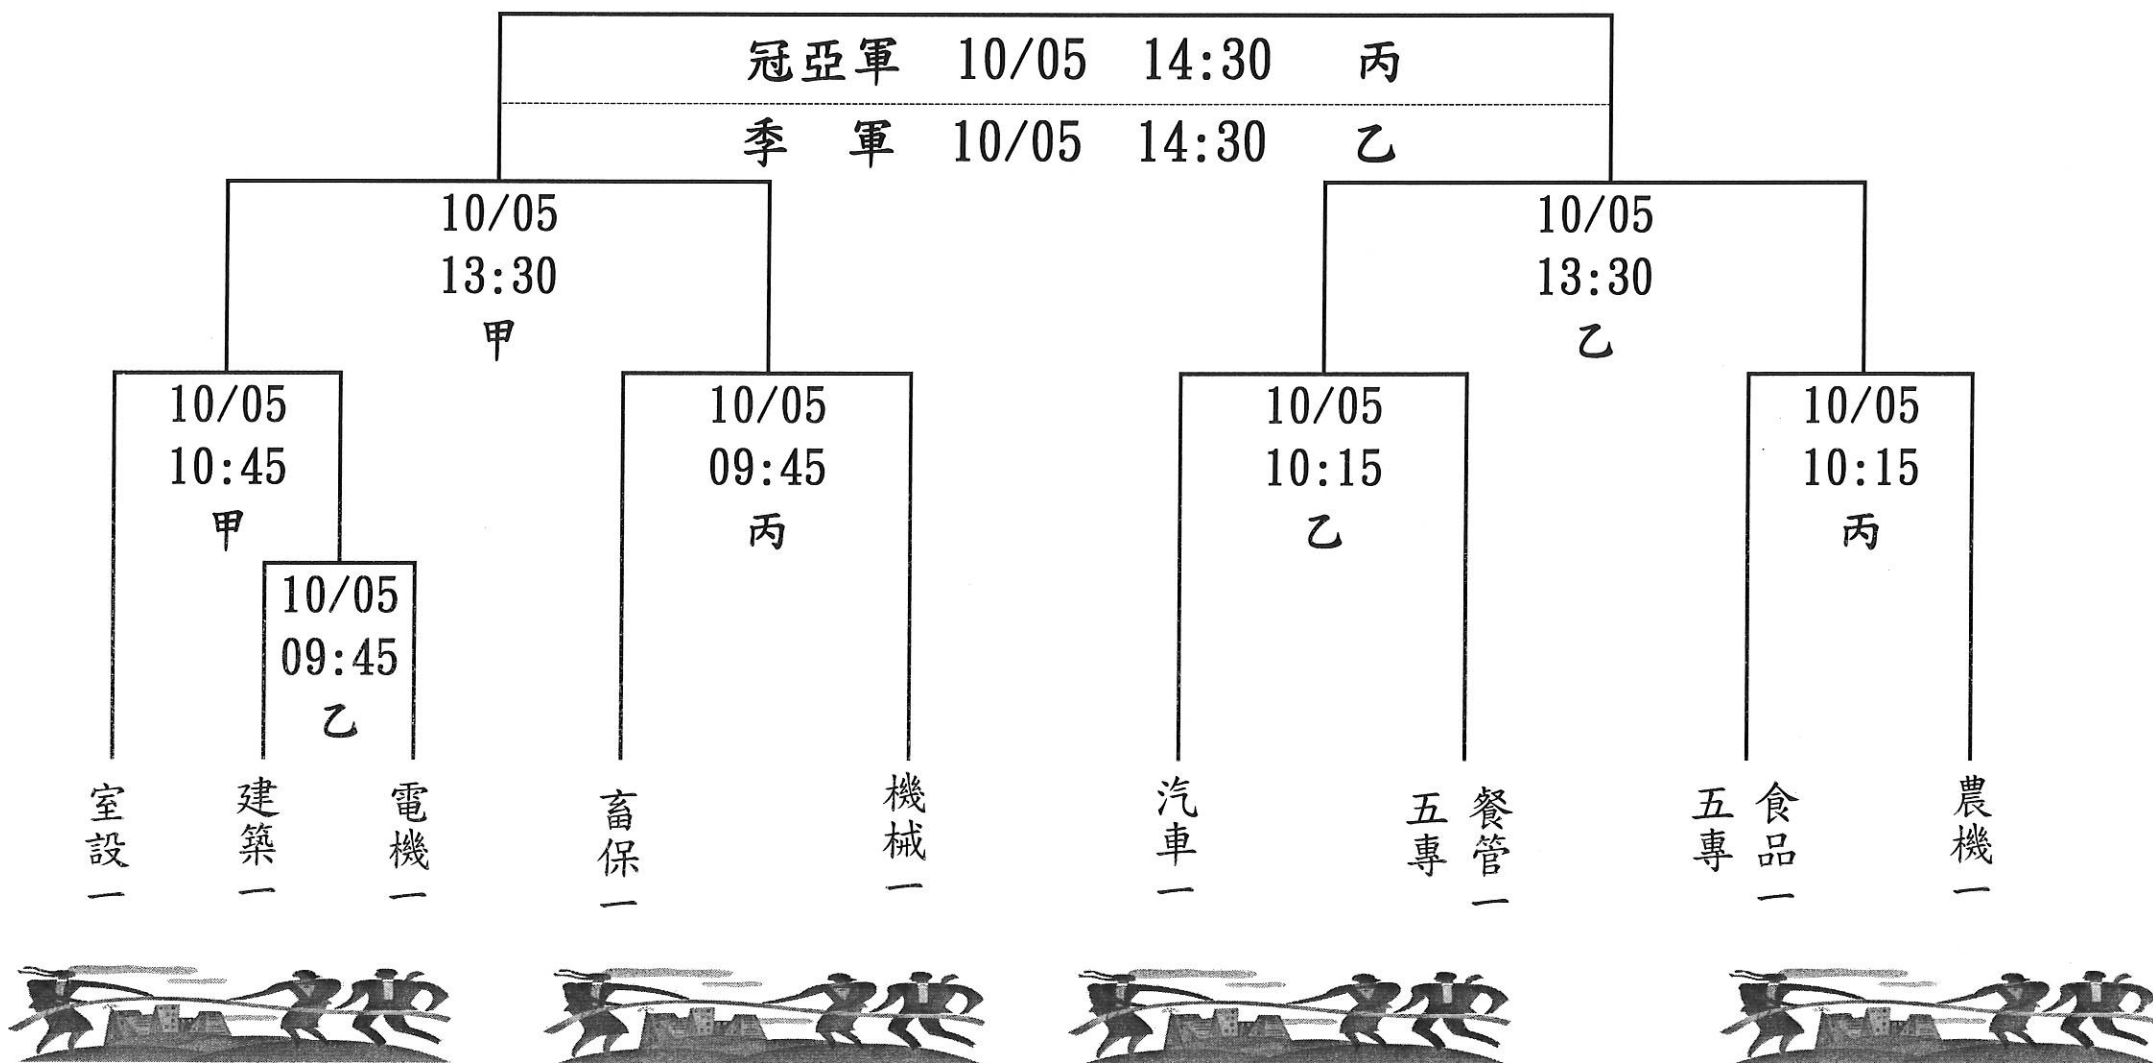 冠亞軍 10/05 14:30 丙
季 軍 10/05 14:30 乙
10/05
13:30
甲
10/05
13:30
乙
10/05
10:45
甲
10/05
09:45
丙
10/05
10:15
乙
10/05
10:15
丙
10/05
09:45
乙
室設一
建築一
電機一
畜保一
機械一
汽車一
五專
餐管一
五專
食品一
農機一